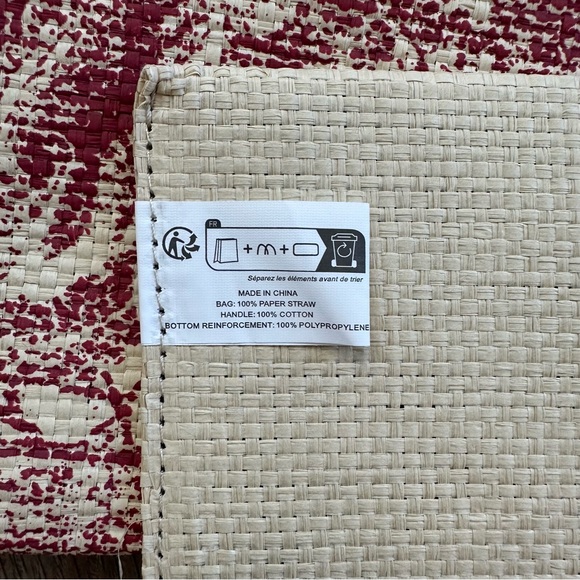 FR
Séparez les éléments avant de trier
MADE IN CHINA
BAG: 100% PAPER STRAW
HANDLE: 100% COTTON
BOTTOM REINFORCEMENT: 100% POLYPROPYLENE